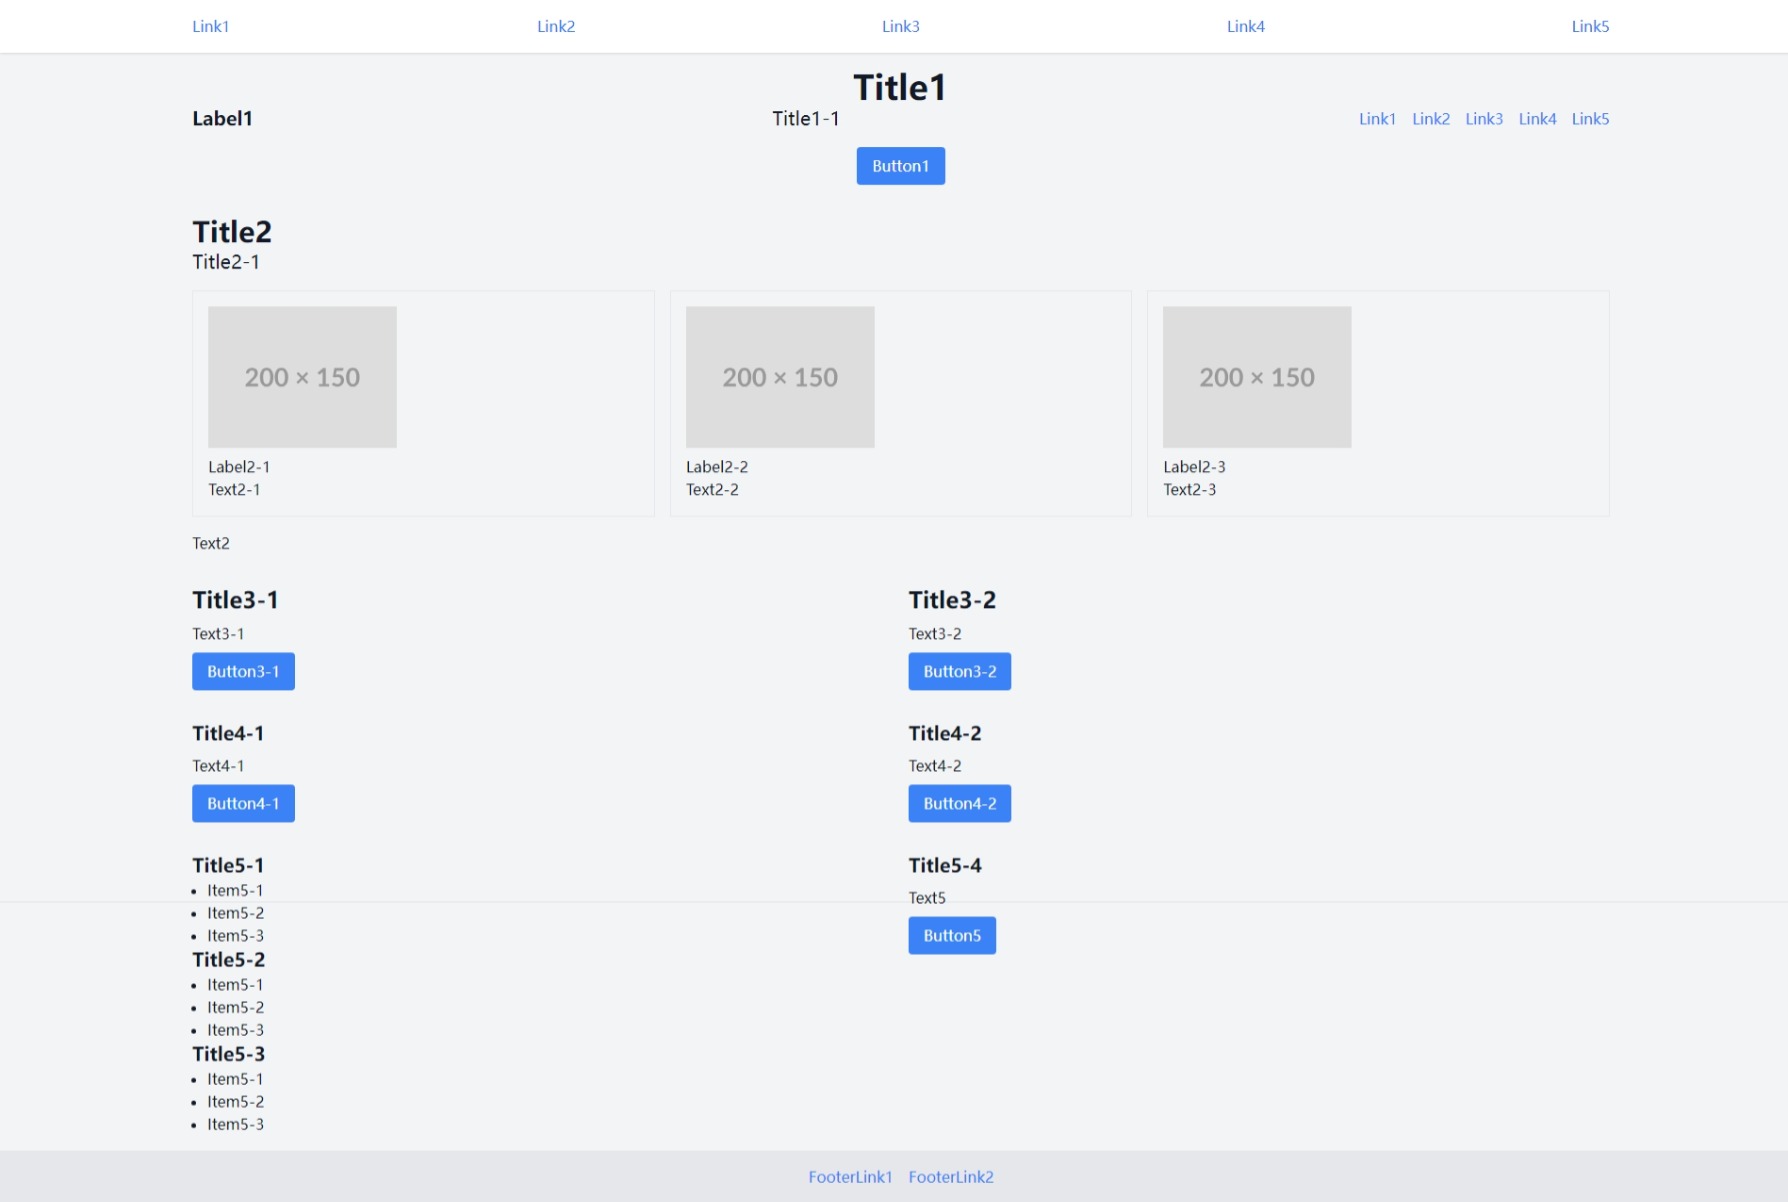 Link1 Link2 Link3 Link4 Link5
Title1
Label1 Title1-1 Link1 Link2 Link3 Link4 Link5
Button1
Title2
Title2-1
200 × 150 200 × 150 200 × 150
Label2-1 Label2-2 Label2-3
Text2-1 Text2-2 Text2-3
Text2
Title3-1 Title3-2
Text3-1 Text3-2
Button3-1 Button3-2
Title4-1 Title4-2
Text4-1 Text4-2
Button4-1 Button4-2
Title5-1
Item5-1
Item5-2
Item5-3
Title5-2
Item5-1
Item5-2
Item5-3
Title5-3
Item5-1
Item5-2
Item5-3
Title5-4
Text5
Button5
FooterLink1 FooterLink2